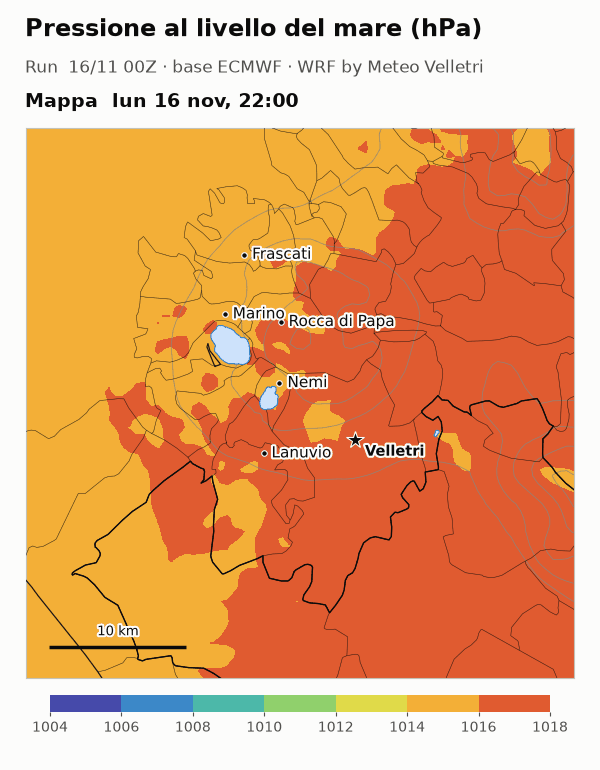 Pressione al livello del mare (hPa)
Run  16/11 00Z · base ECMWF · WRF by Meteo Velletri
Mappa  lun 16 nov, 22:00
Frascati
Marino
Rocca di Papa
Nemi
Velletri
Lanuvio
10 km
1004 1006 1008 1010 1012 1014 1016 1018